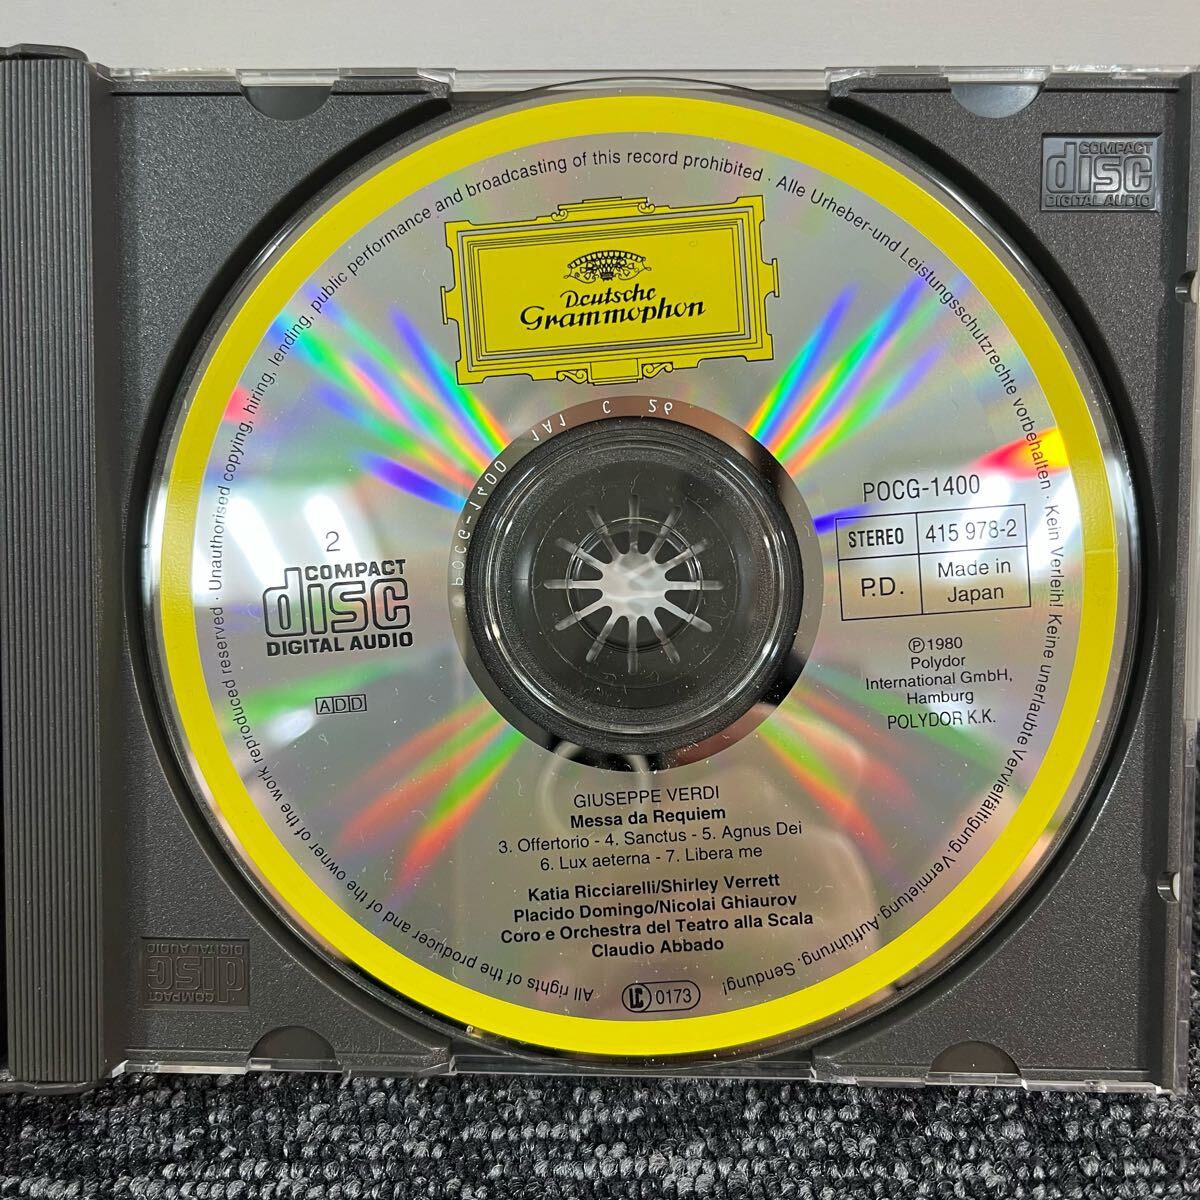 Unauthorised copying, hiring, lending, public performance and broadcasting of this record prohibited · Alle Urheber-und Leistungsschutzrechte vorbehalten · Kein Verleih! Keine unerlaubte Vervielfältigung, Vermietung, Aufführung, Sendung!
Deutsche
Grammophon
COMPACT
disc
DIGITAL AUDIO
POCG-1400 1A1 C 26
POCG-1400
STEREO
415 978-2
P.D.
Made in
Japan
2
COMPACT
disc
DIGITAL AUDIO
ADD
℗1980
Polydor
International GmbH,
Hamburg
POLYDOR K.K.
GIUSEPPE VERDI
Messa da Requiem
3. Offertorio - 4. Sanctus - 5. Agnus Dei
6. Lux aeterna - 7. Libera me
Katia Ricciarelli/Shirley Verrett
Placido Domingo/Nicolai Ghiaurov
Coro e Orchestra del Teatro alla Scala
Claudio Abbado
LC 0173
All rights of the producer and of the owner of the work reproduced reserved ·
COMPACT
disc
DIGITAL AUDIO